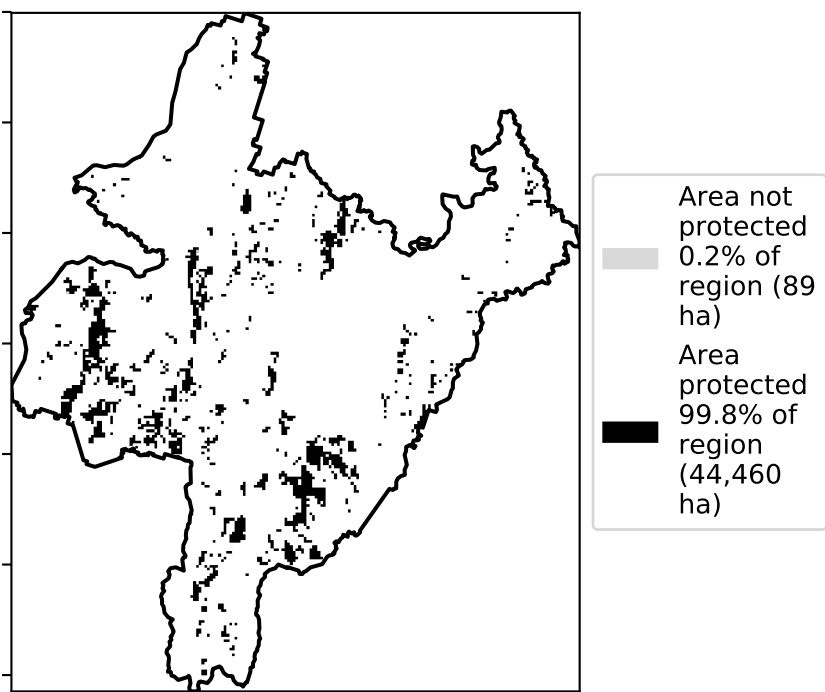 Area not
protected
0.2% of
region (89
ha)
Area
protected
99.8% of
region
(44,460
ha)